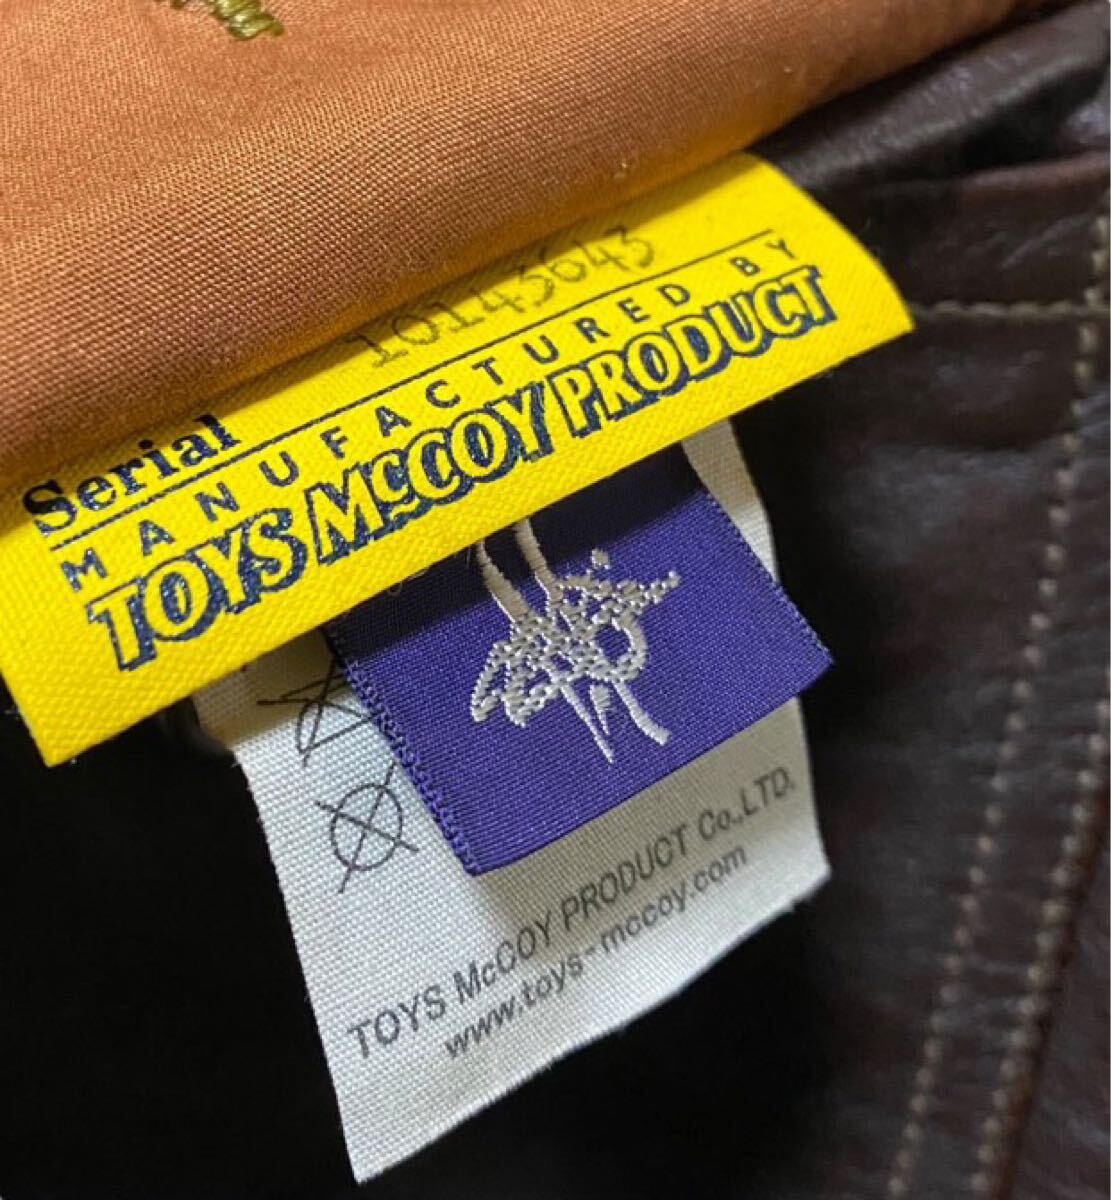 Serial 10143643
MANUFACTURED BY
TOYS McCOY PRODUCT
TOYS McCOY PRODUCT Co.,LTD.
www.toys-mccoy.com